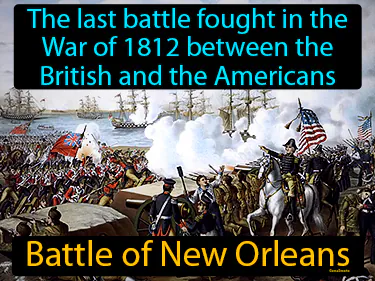 The last battle fought in the
War of 1812 between the
British and the Americans
Battle of New Orleans